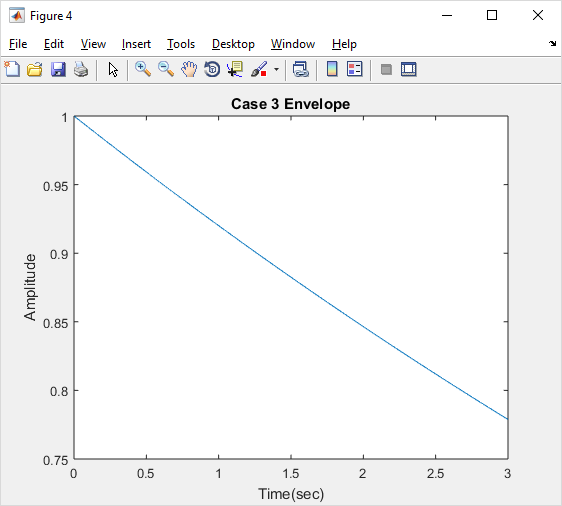 Figure 4
File Edit View Insert Tools Desktop Window Help
Case 3 Envelope
1
0.95
0.9
0.85
0.8
0.75
Amplitude
0 0.5 1 1.5 2 2.5 3
Time(sec)